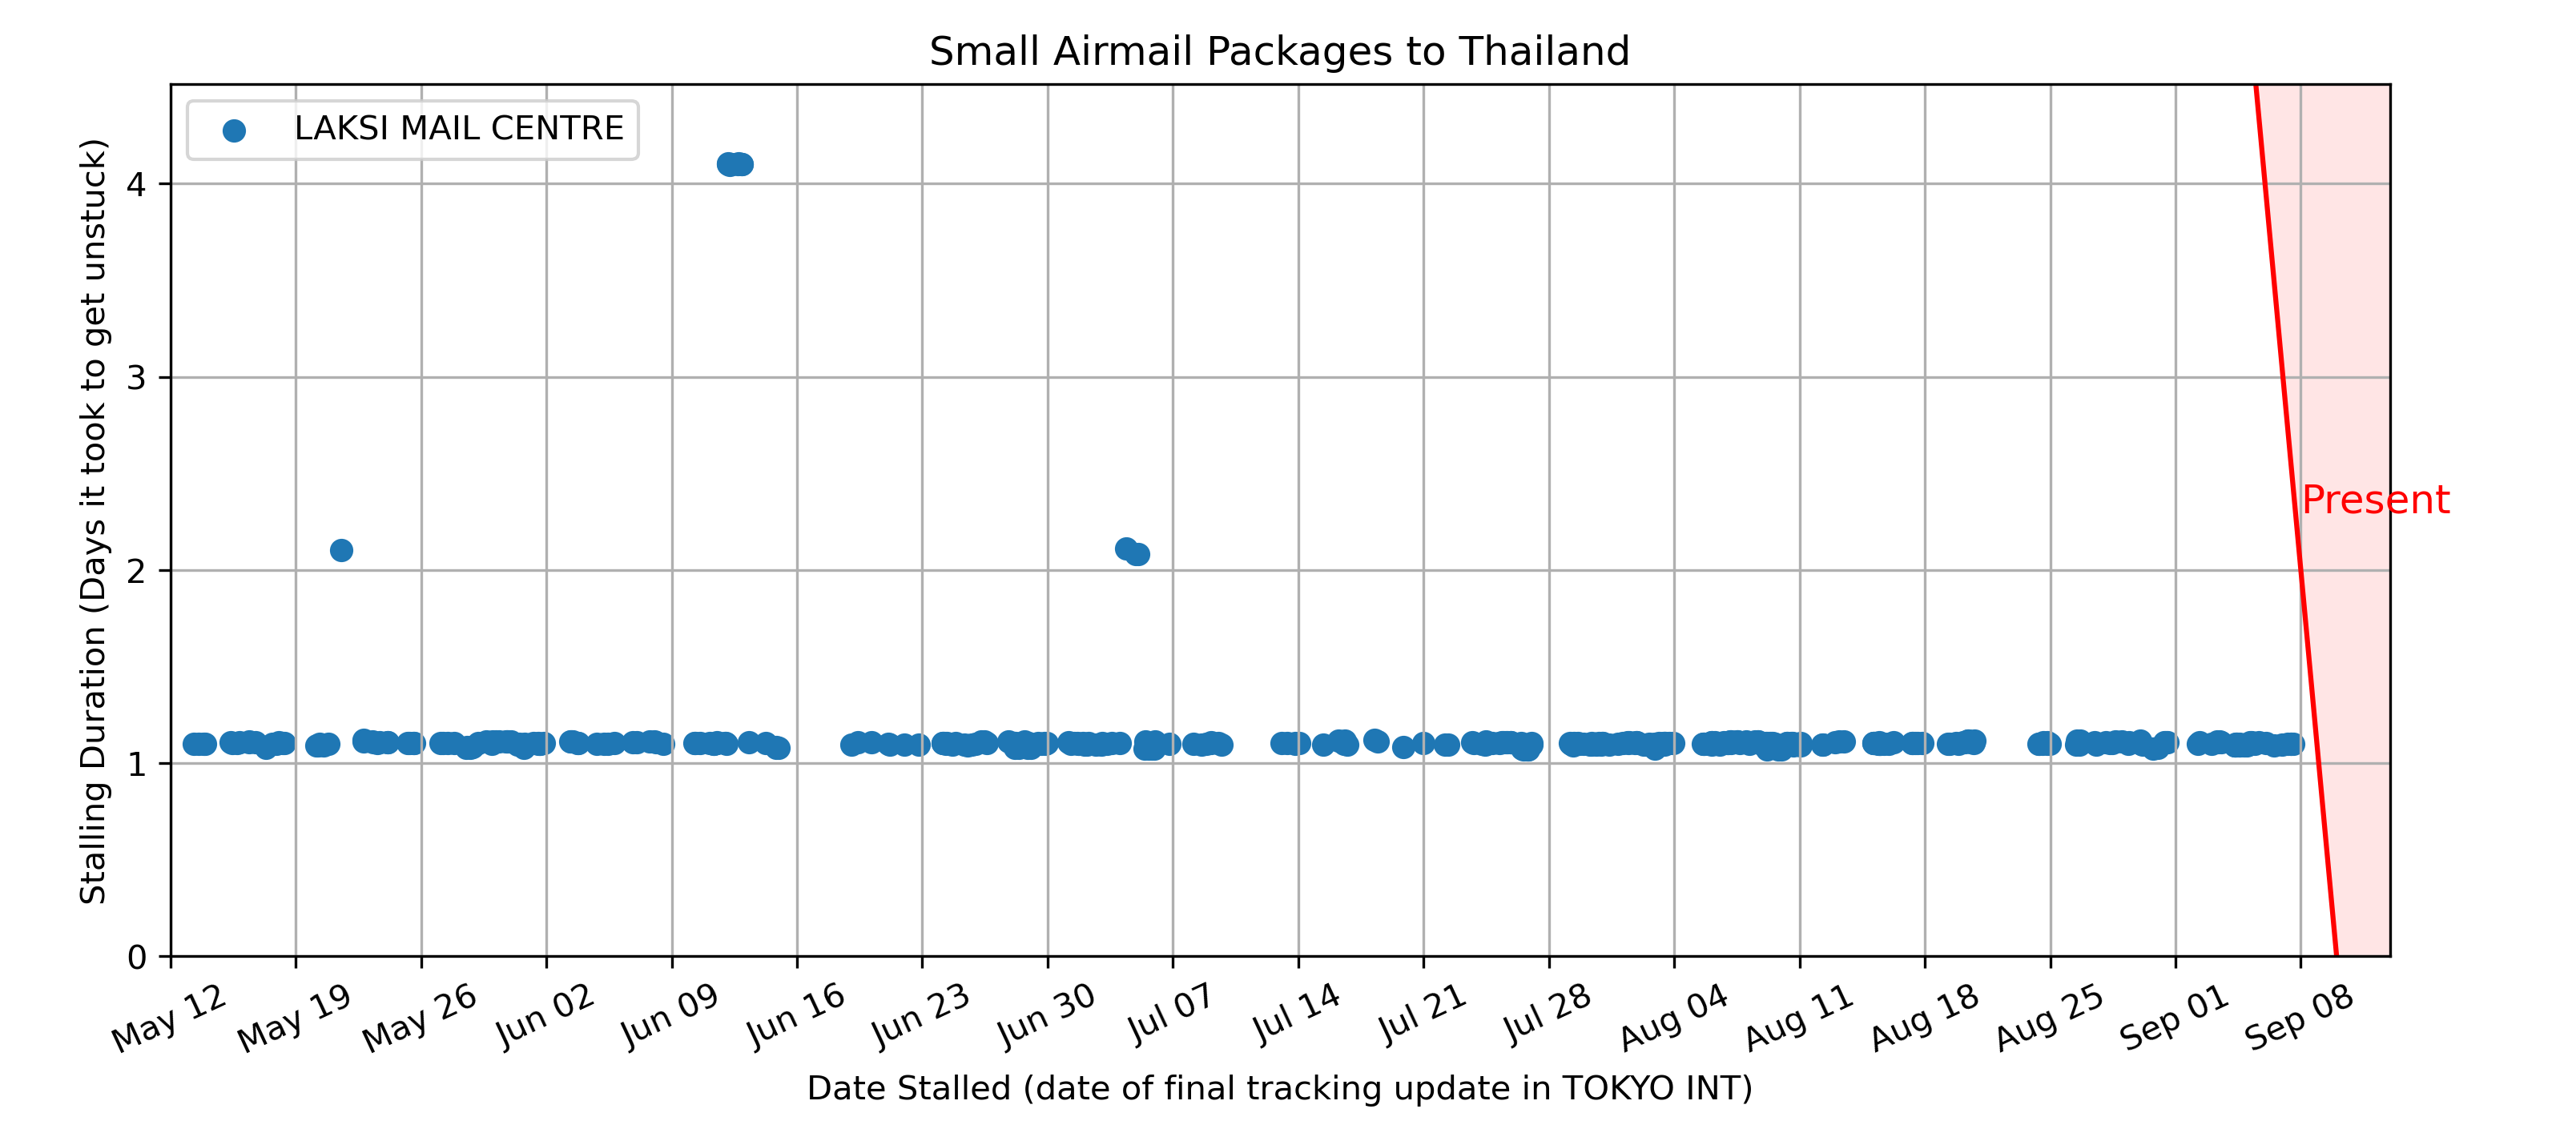 Small Airmail Packages to Thailand
LAKSI MAIL CENTRE
Stalling Duration (Days it took to get unstuck)
4
3
2
1
0
Present
May 12
May 19
May 26
Jun 02
Jun 09
Jun 16
Jun 23
Jun 30
Jul 07
Jul 14
Jul 21
Jul 28
Aug 04
Aug 11
Aug 18
Aug 25
Sep 01
Sep 08
Date Stalled (date of final tracking update in TOKYO INT)